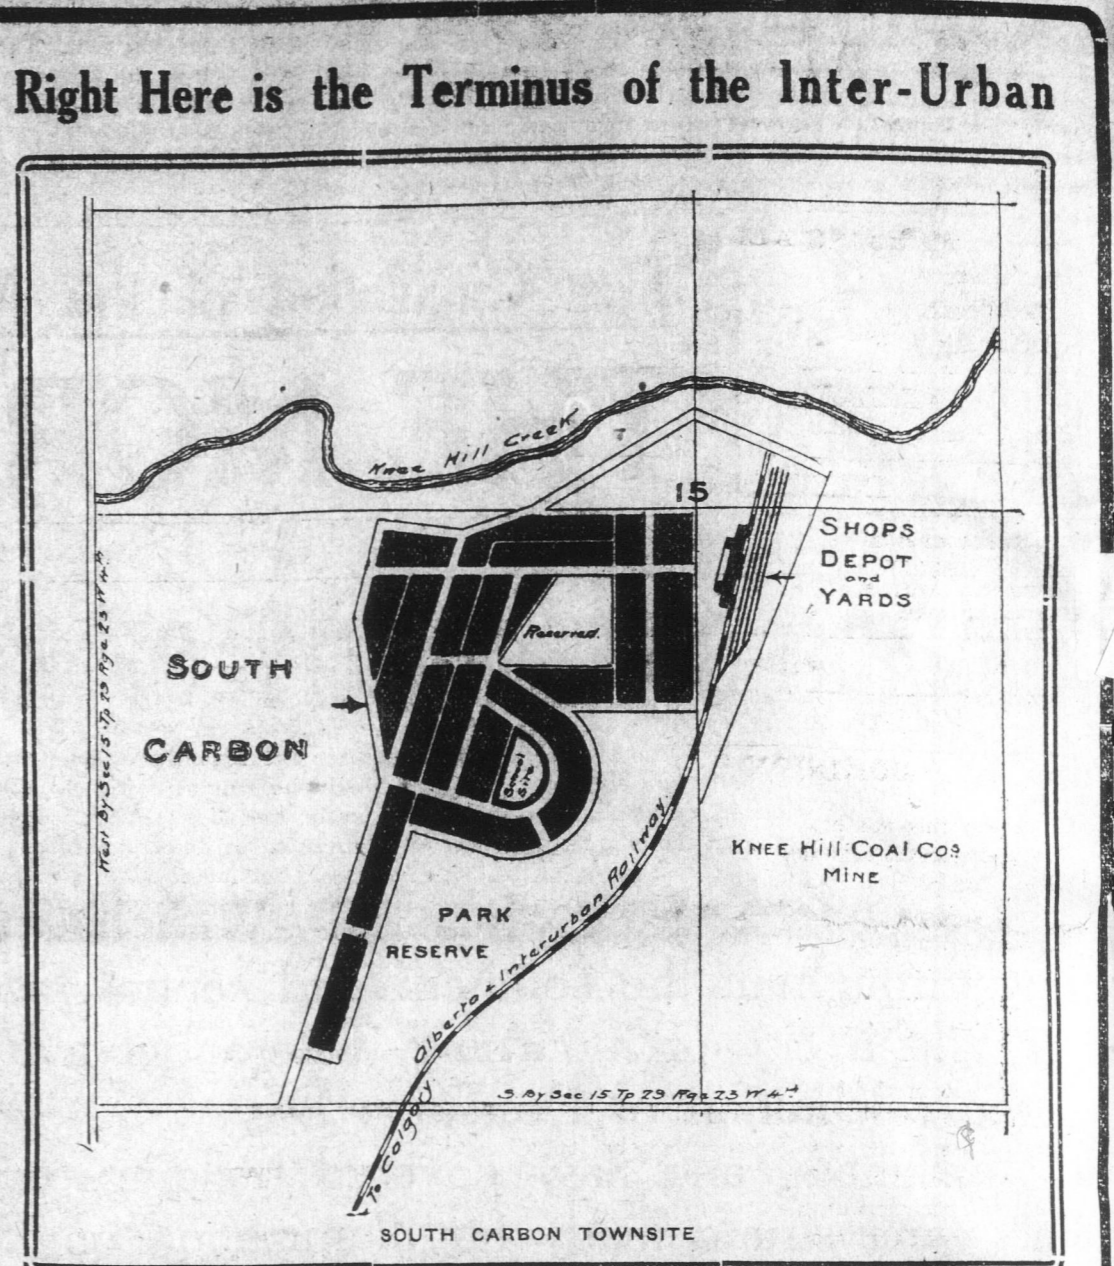 Right Here is the Terminus of the Inter-Urban
Knee Hill Creek
15
SHOPS
DEPOT
and
YARDS
Reserved.
SOUTH
CARBON
West By Sec 15 Tp 29 Rge 23 W 4th
School
Site
KNEE HILL COAL COS
MINE
PARK
RESERVE
Alberta & Interurban Railway
S. By Sec 15 Tp 29 Rge 23 W 4th
To Calgary
SOUTH CARBON TOWNSITE